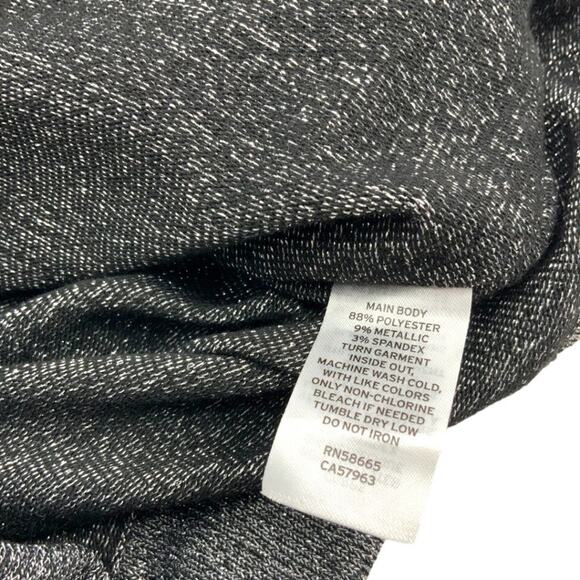 MAIN BODY
88% POLYESTER
9% METALLIC
3% SPANDEX
TURN GARMENT
INSIDE OUT,
MACHINE WASH COLD,
WITH LIKE COLORS
ONLY NON-CHLORINE
BLEACH IF NEEDED
TUMBLE DRY LOW
DO NOT IRON
RN58665
CA57963